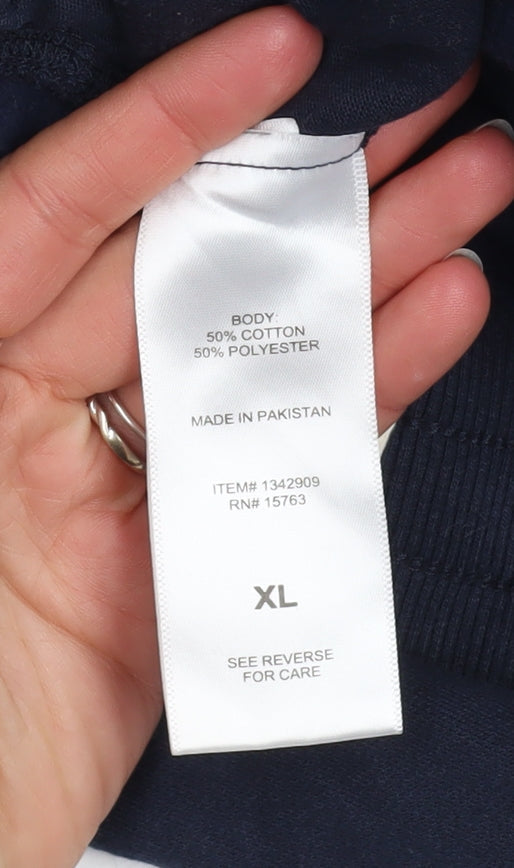 BODY:
50% COTTON
50% POLYESTER
MADE IN PAKISTAN
ITEM# 1342909
RN# 15763
XL
SEE REVERSE
FOR CARE